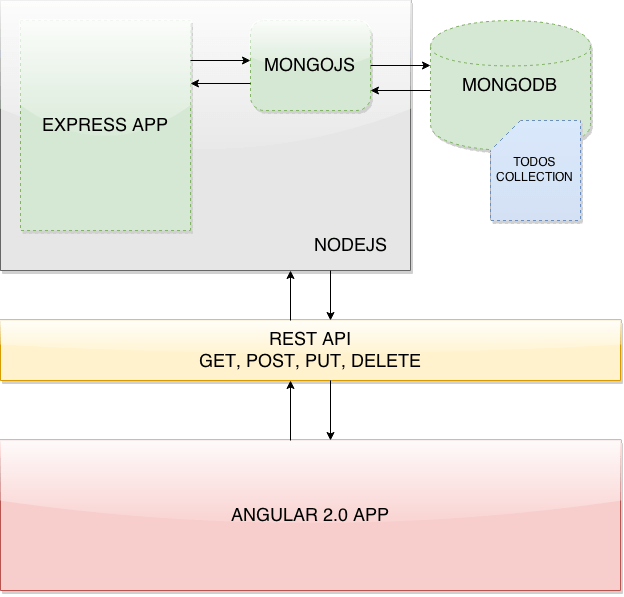 EXPRESS APP
MONGOJS
MONGODB
TODOS
COLLECTION
NODEJS
REST API
GET, POST, PUT, DELETE
ANGULAR 2.0 APP